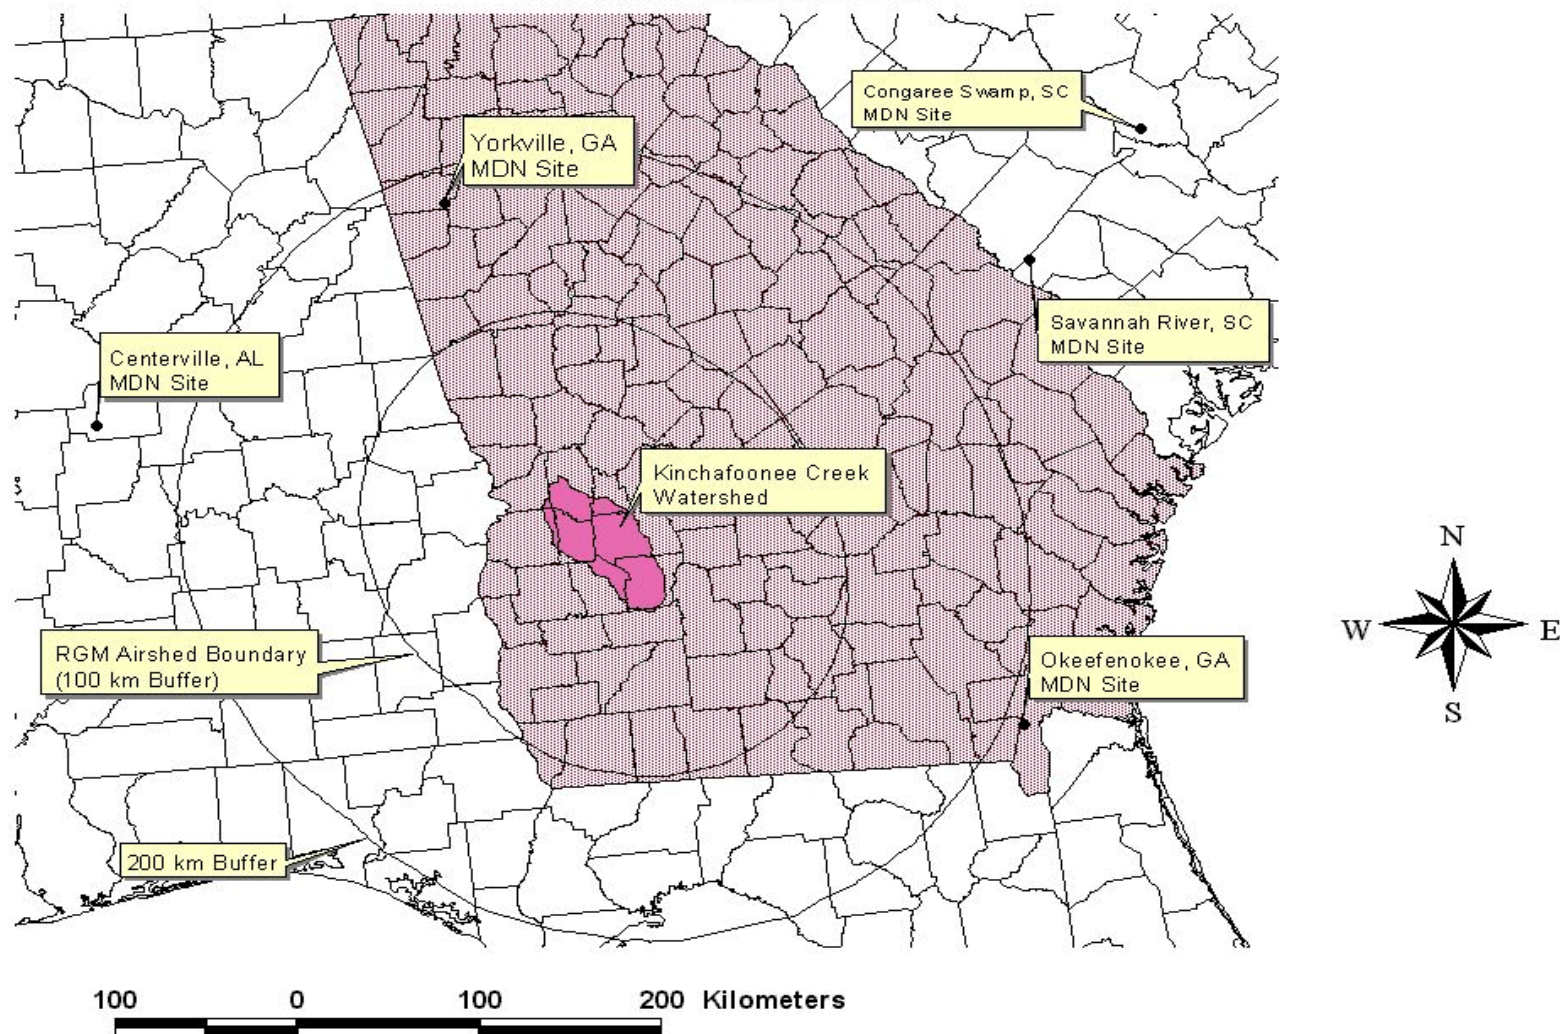 Congaree Swamp, SC
MDN Site
Yorkville, GA
MDN Site
Savannah River, SC
MDN Site
Centerville, AL
MDN Site
Kinchafoonee Creek
Watershed
RGM Airshed Boundary
(100 km Buffer)
Okeefenokee, GA
MDN Site
200 km Buffer
N
W
E
S
100 0 100 200 Kilometers